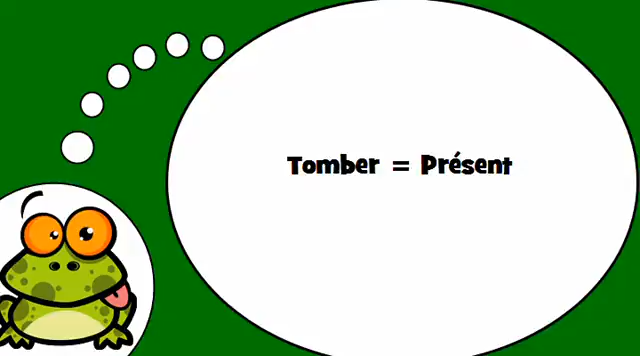 Tomber = Présent